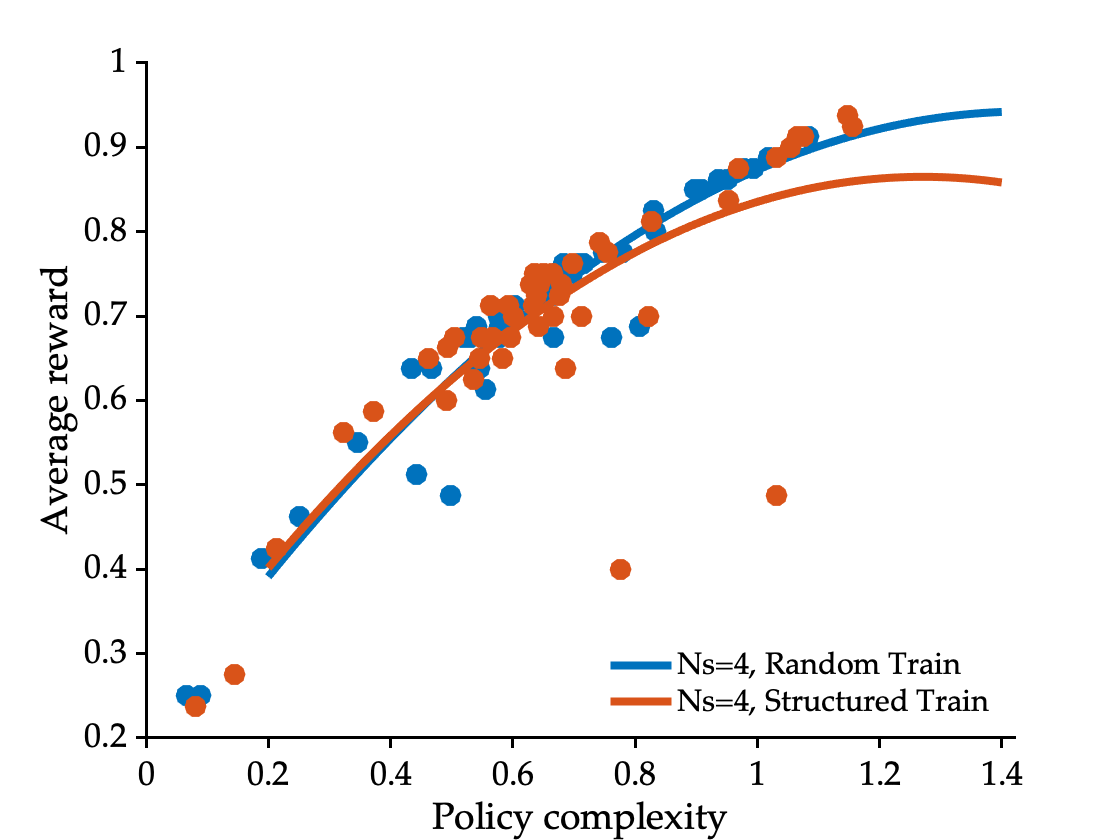 1
0.9
0.8
0.7
0.6
0.5
0.4
0.3
0.2
Average reward
Ns=4, Random Train
Ns=4, Structured Train
0 0.2 0.4 0.6 0.8 1 1.2 1.4
Policy complexity